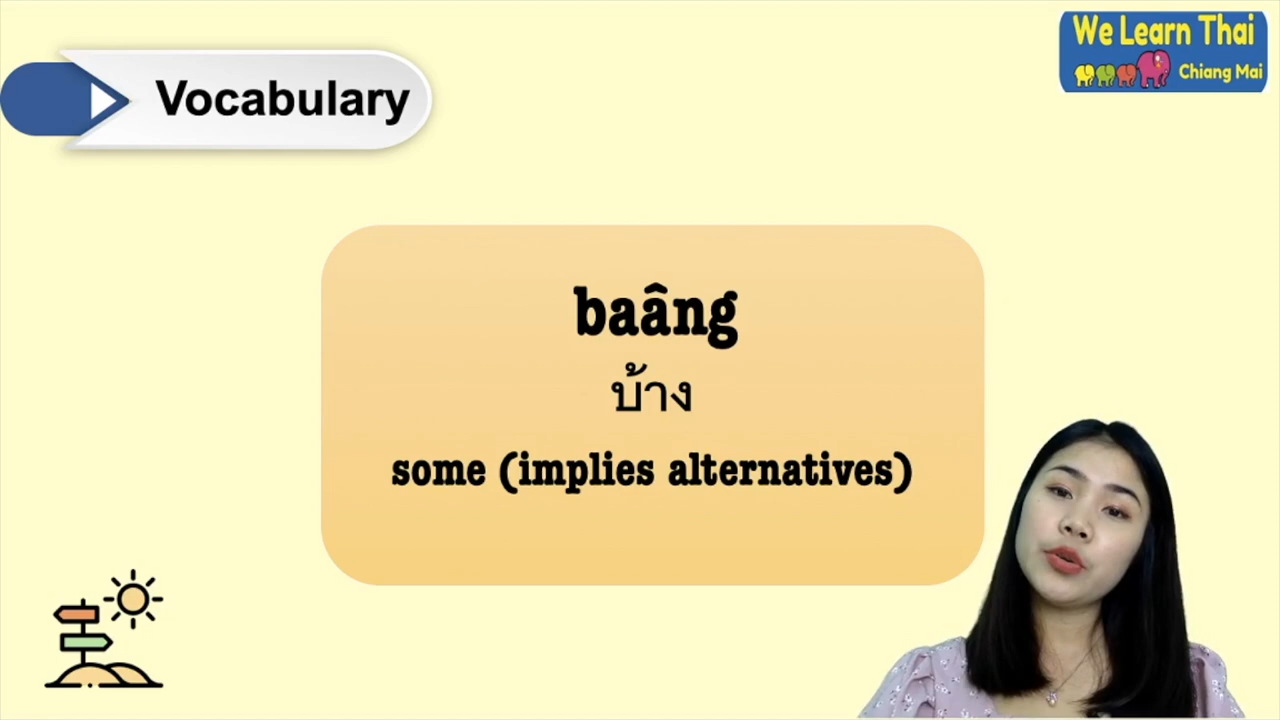 We Learn Thai
Chiang Mai
Vocabulary
baâng
บ้าง
some (implies alternatives)